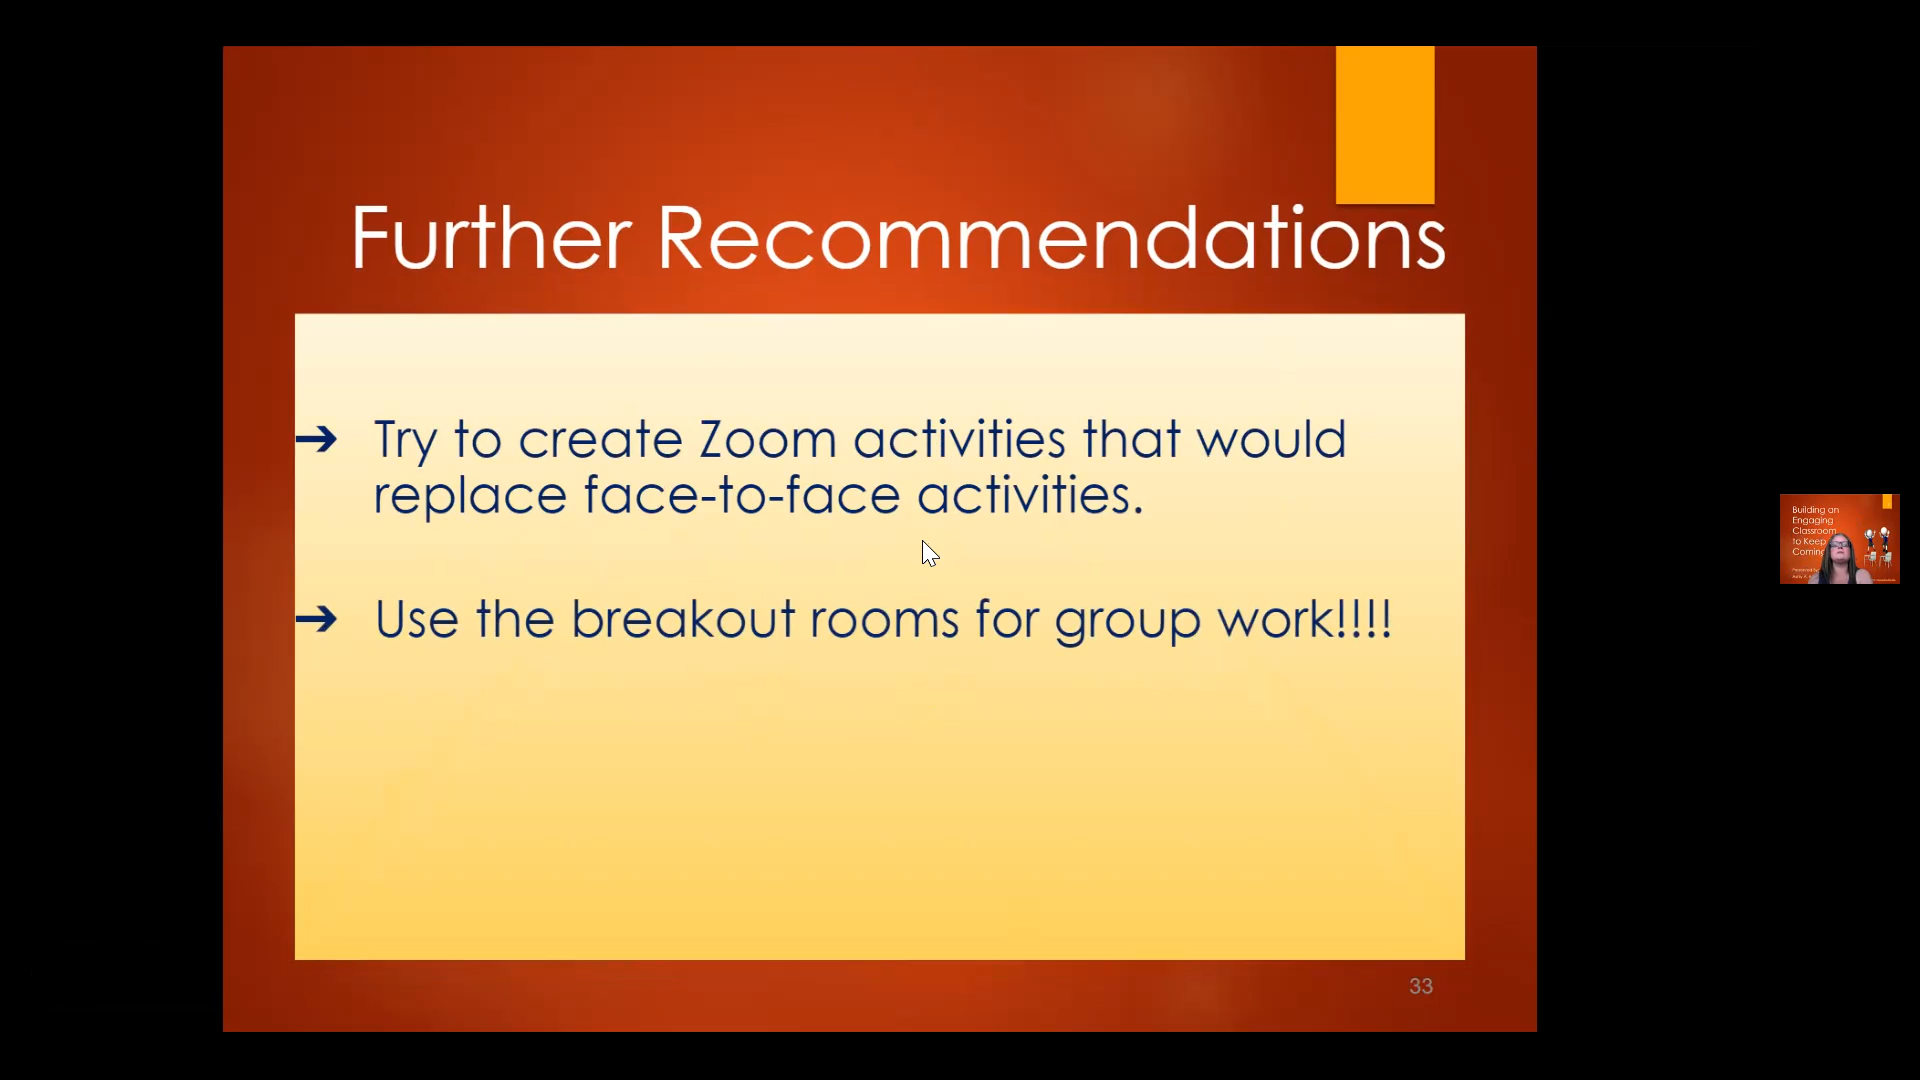 Further Recommendations
➔ Try to create Zoom activities that would
replace face-to-face activities.
➔ Use the breakout rooms for group work!!!!
33
Building an
Engaging
Classroom
to Keep
Coming